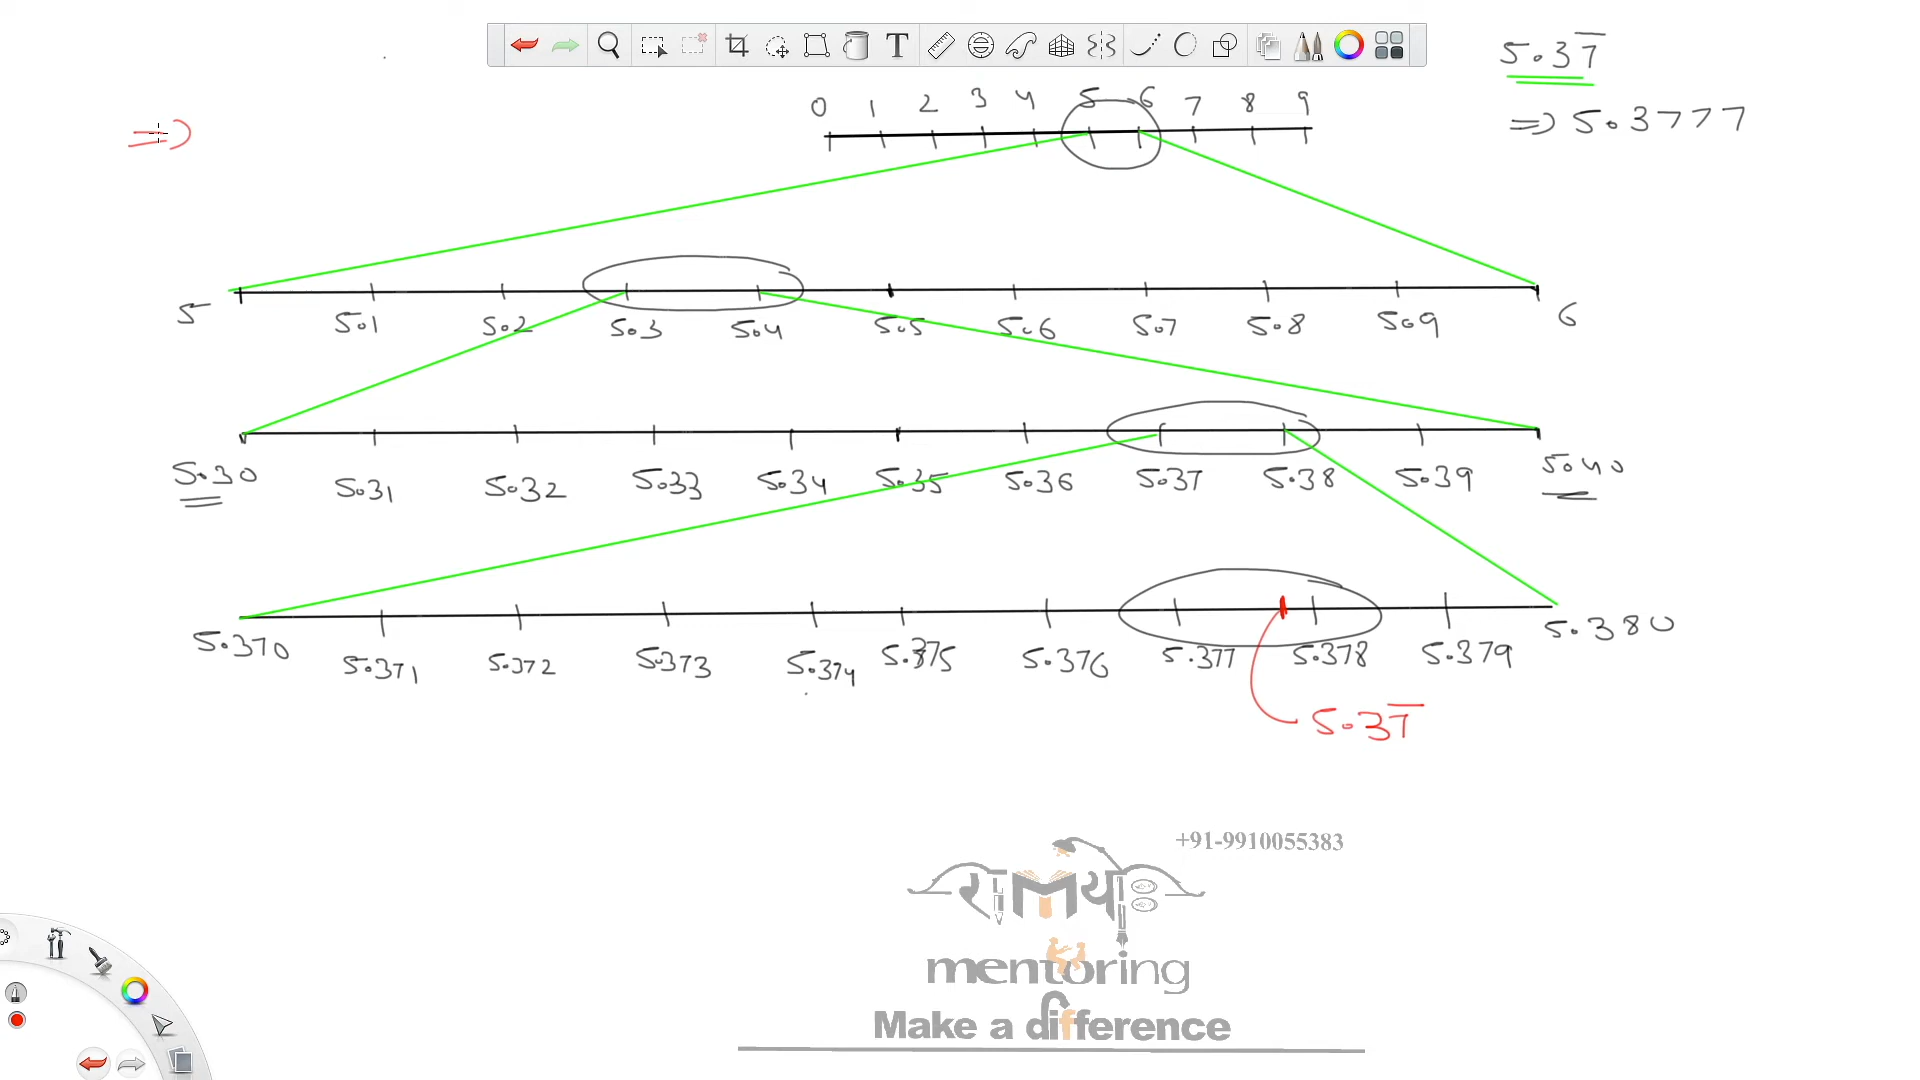 5.37̅
⇒ 5.3777
0 1 2 3 4 5 6 7 8 9
⇒
5 5.1 5.2 5.3 5.4 5.5 5.6 5.7 5.8 5.9 6
5.30 5.31 5.32 5.33 5.34 5.35 5.36 5.37 5.38 5.39 5.40
5.370 5.371 5.372 5.373 5.374 5.375 5.376 5.377 5.378 5.379 5.380
5.37̅
+91-9910055383
mentoring
Make a difference